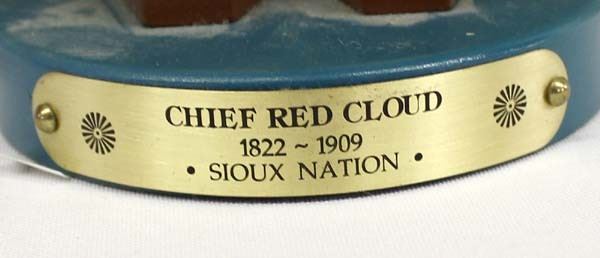 CHIEF RED CLOUD
1822 ~ 1909
• SIOUX NATION •